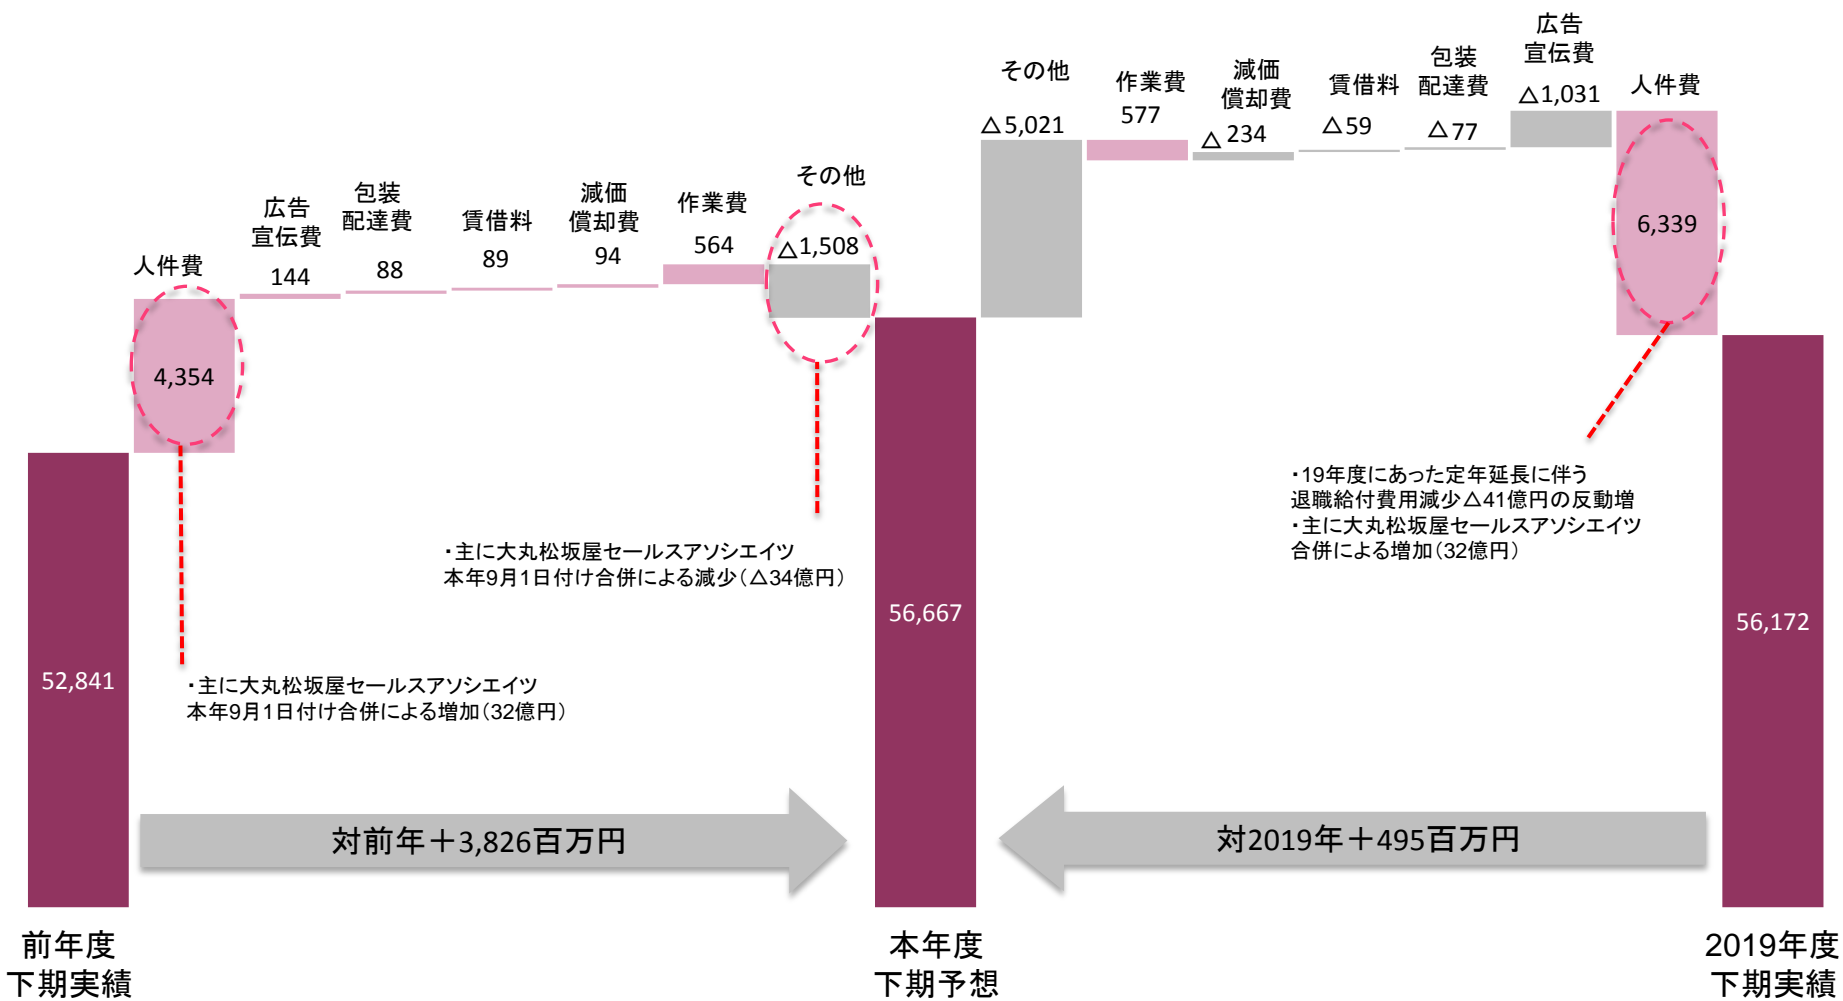 人件費
4,354
広告
宣伝費
144
包装
配達費
88
賃借料
89
減価
償却費
94
作業費
564
その他
△1,508
その他
△5,021
作業費
577
減価
償却費
△234
賃借料
△59
包装
配達費
△77
広告
宣伝費
△1,031
人件費
6,339
・19年度にあった定年延長に伴う
退職給付費用減少△41億円の反動増
・主に大丸松坂屋セールスアソシエイツ
合併による増加（32億円）
・主に大丸松坂屋セールスアソシエイツ
本年9月1日付け合併による減少（△34億円）
・主に大丸松坂屋セールスアソシエイツ
本年9月1日付け合併による増加（32億円）
52,841
56,667
56,172
対前年＋3,826百万円
対2019年＋495百万円
前年度
下期実績
本年度
下期予想
2019年度
下期実績